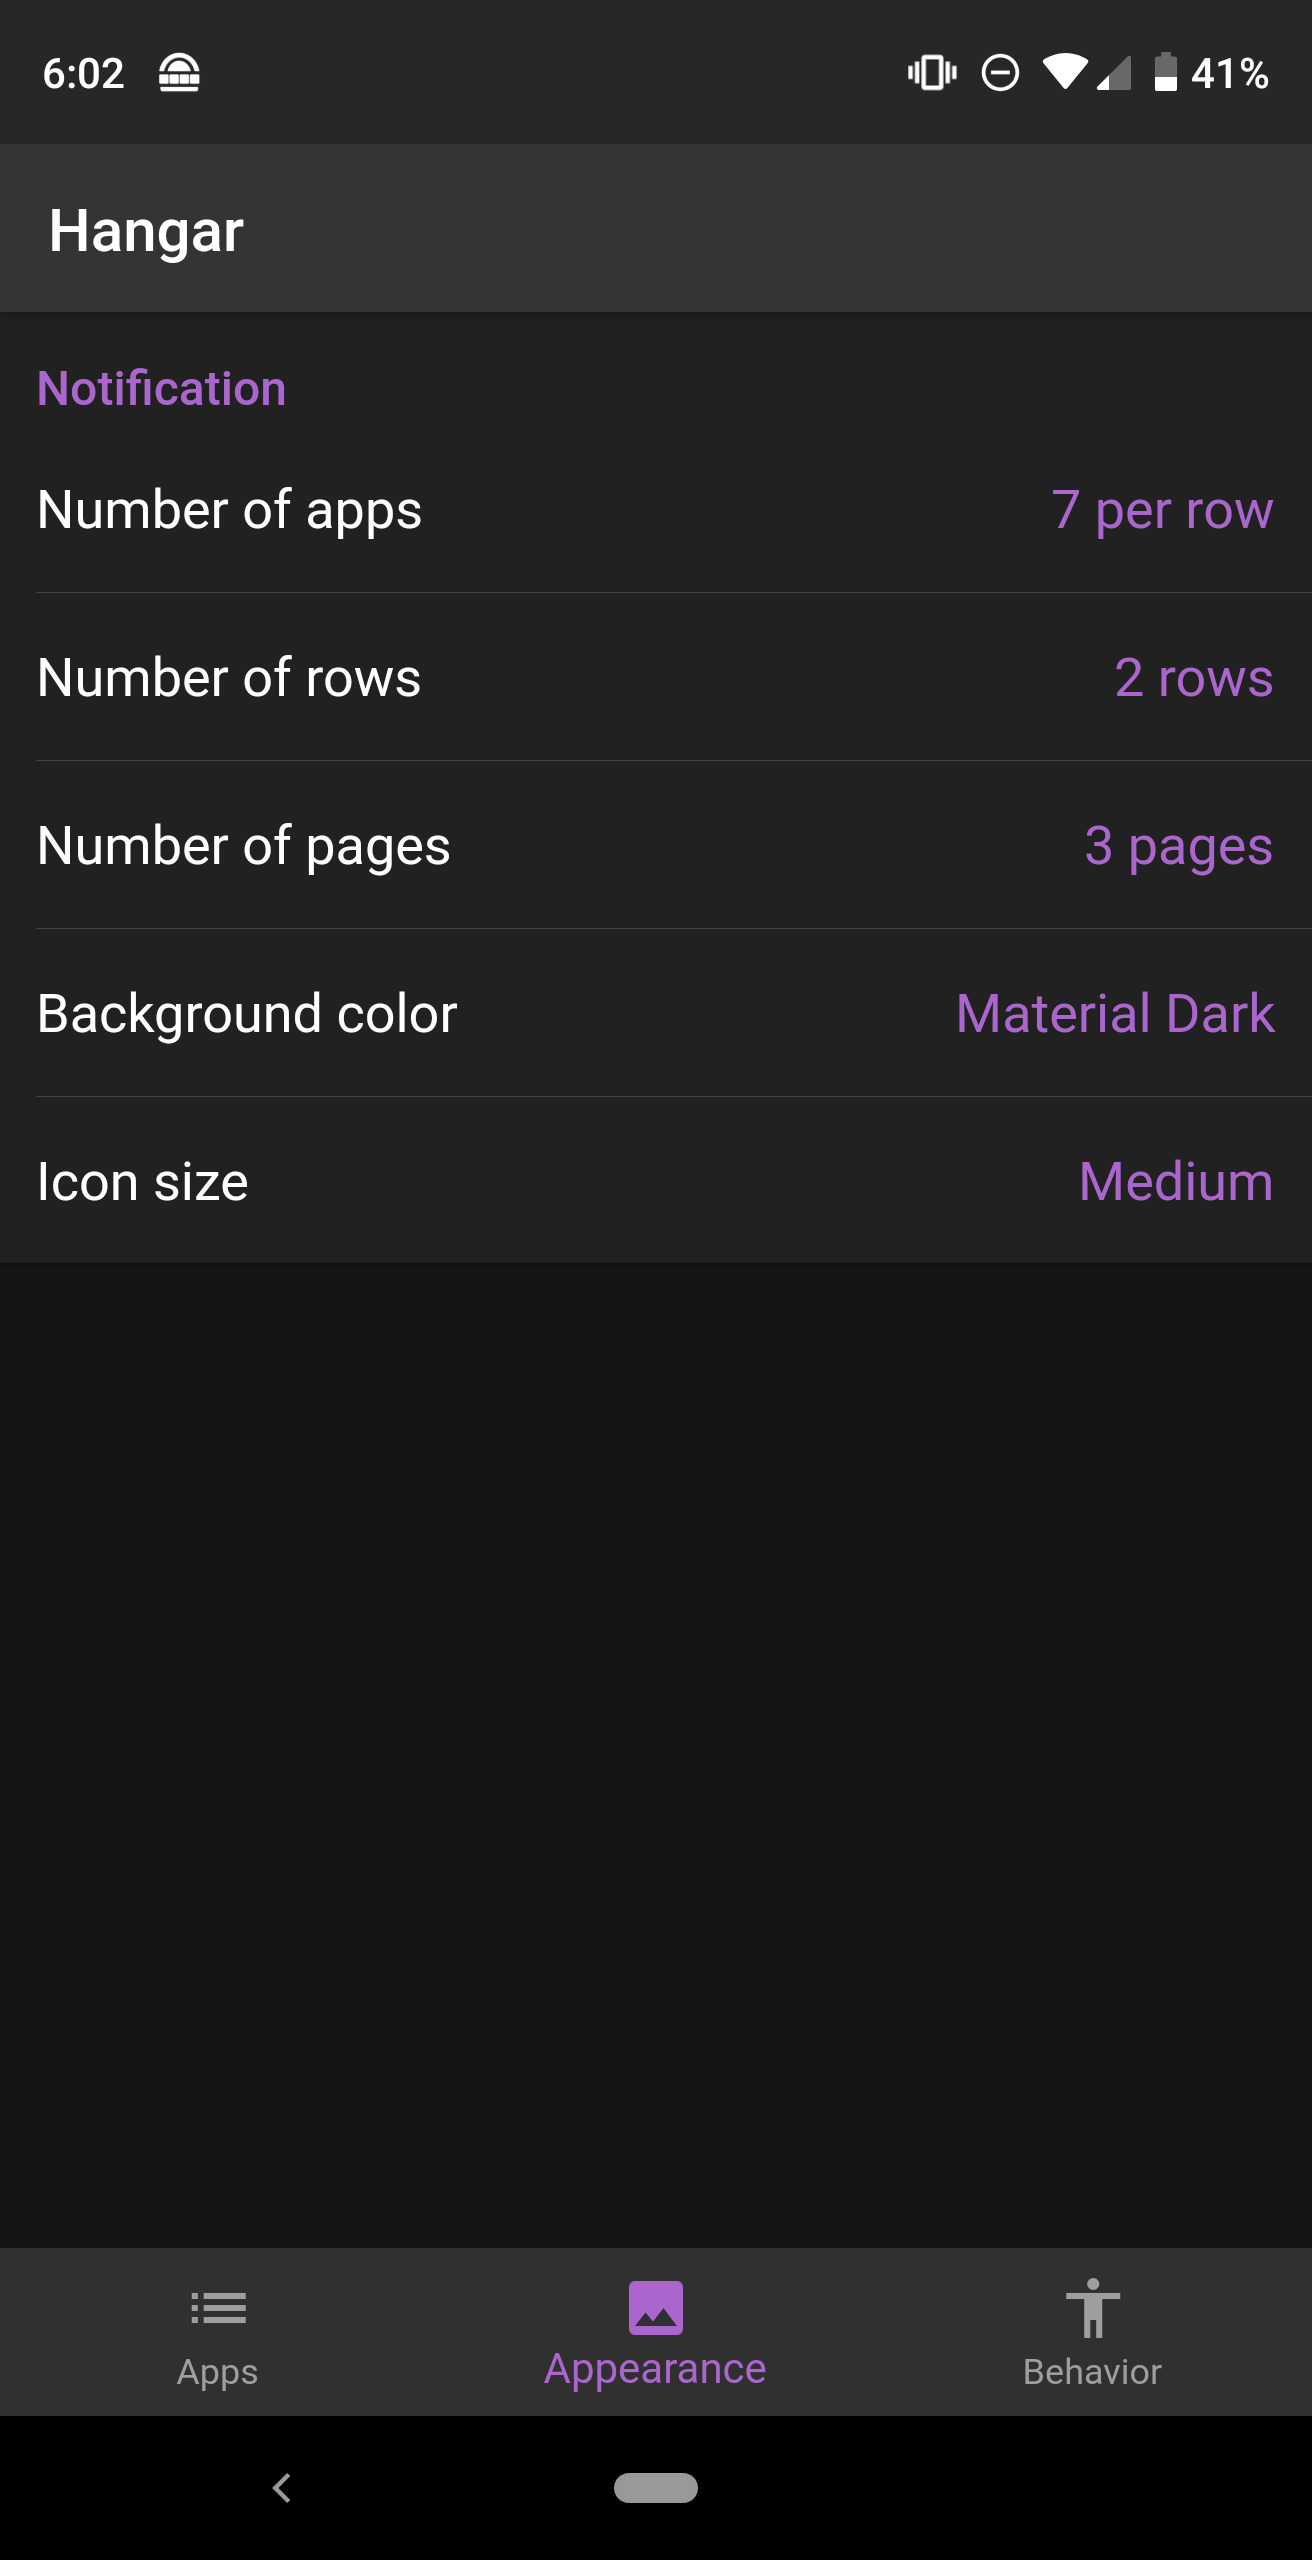 6:02 41%
Hangar
Notification
Number of apps 7 per row
Number of rows 2 rows
Number of pages 3 pages
Background color Material Dark
Icon size Medium
Apps Appearance Behavior